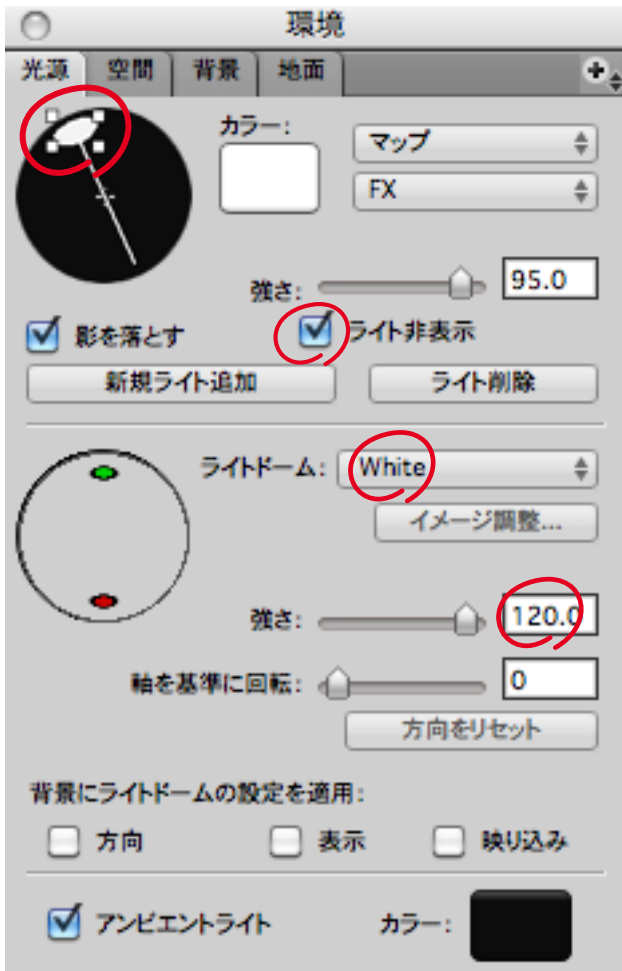 環境
光源 空間 背景 地面
カラー:
マップ
FX
強さ: 95.0
影を落とす ライト非表示
新規ライト追加 ライト削除
ライトドーム: White
イメージ調整...
強さ: 120.0
軸を基準に回転: 0
方向をリセット
背景にライトドームの設定を適用:
方向 表示 映り込み
アンビエントライト カラー: